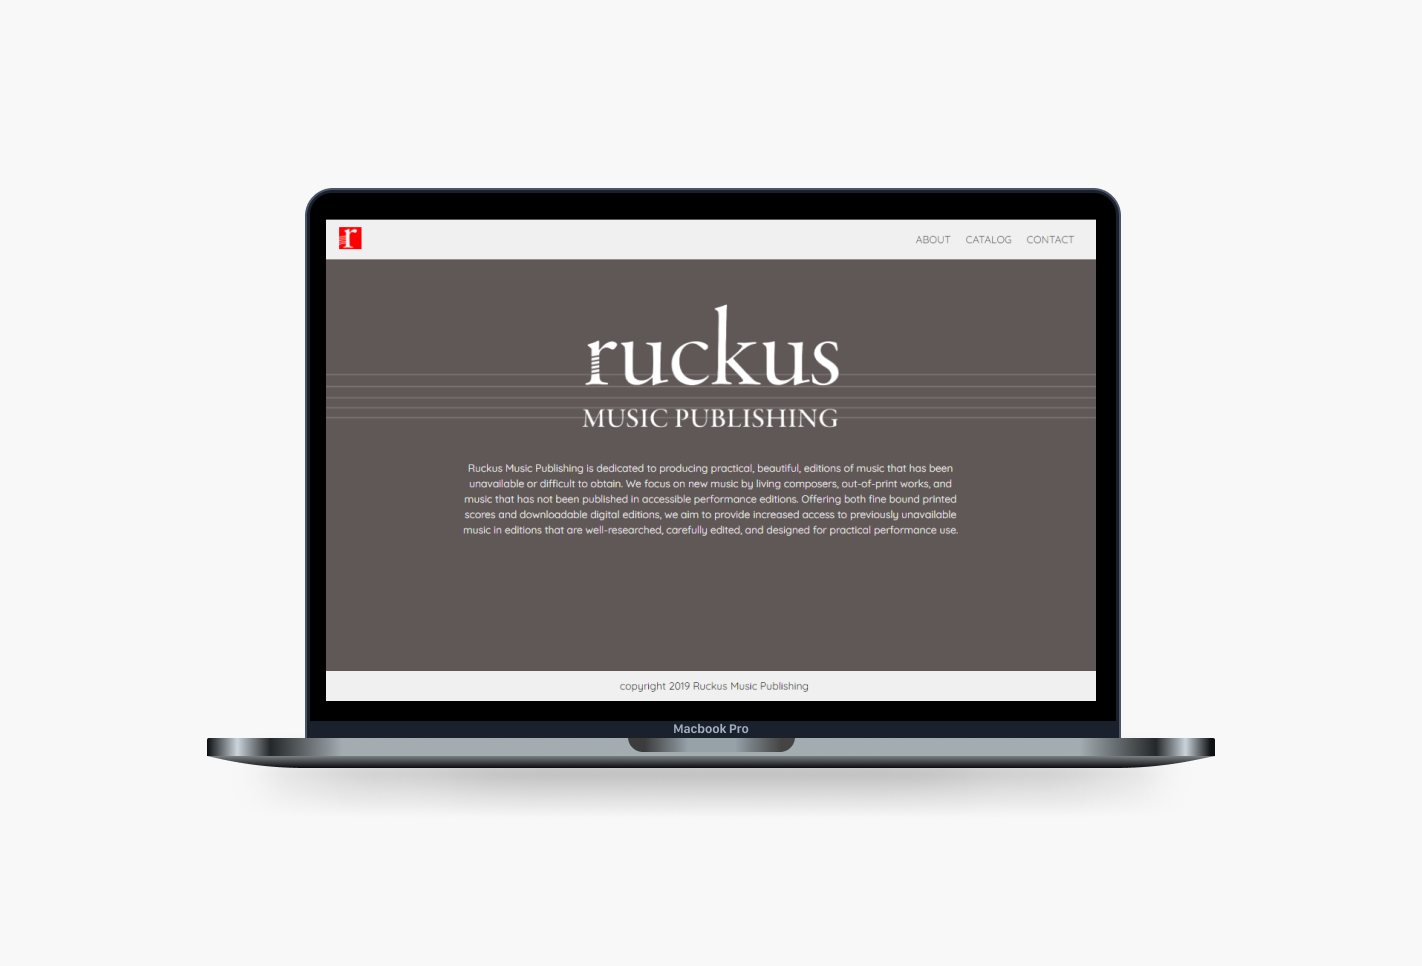 r
ABOUT CATALOG CONTACT
ruckus
MUSIC PUBLISHING
Ruckus Music Publishing is dedicated to producing practical, beautiful, editions of music that has been
unavailable or difficult to obtain. We focus on new music by living composers, out-of-print works, and
music that has not been published in accessible performance editions. Offering both fine bound printed
scores and downloadable digital editions, we aim to provide increased access to previously unavailable
music in editions that are well-researched, carefully edited, and designed for practical performance use.
copyright 2019 Ruckus Music Publishing
Macbook Pro